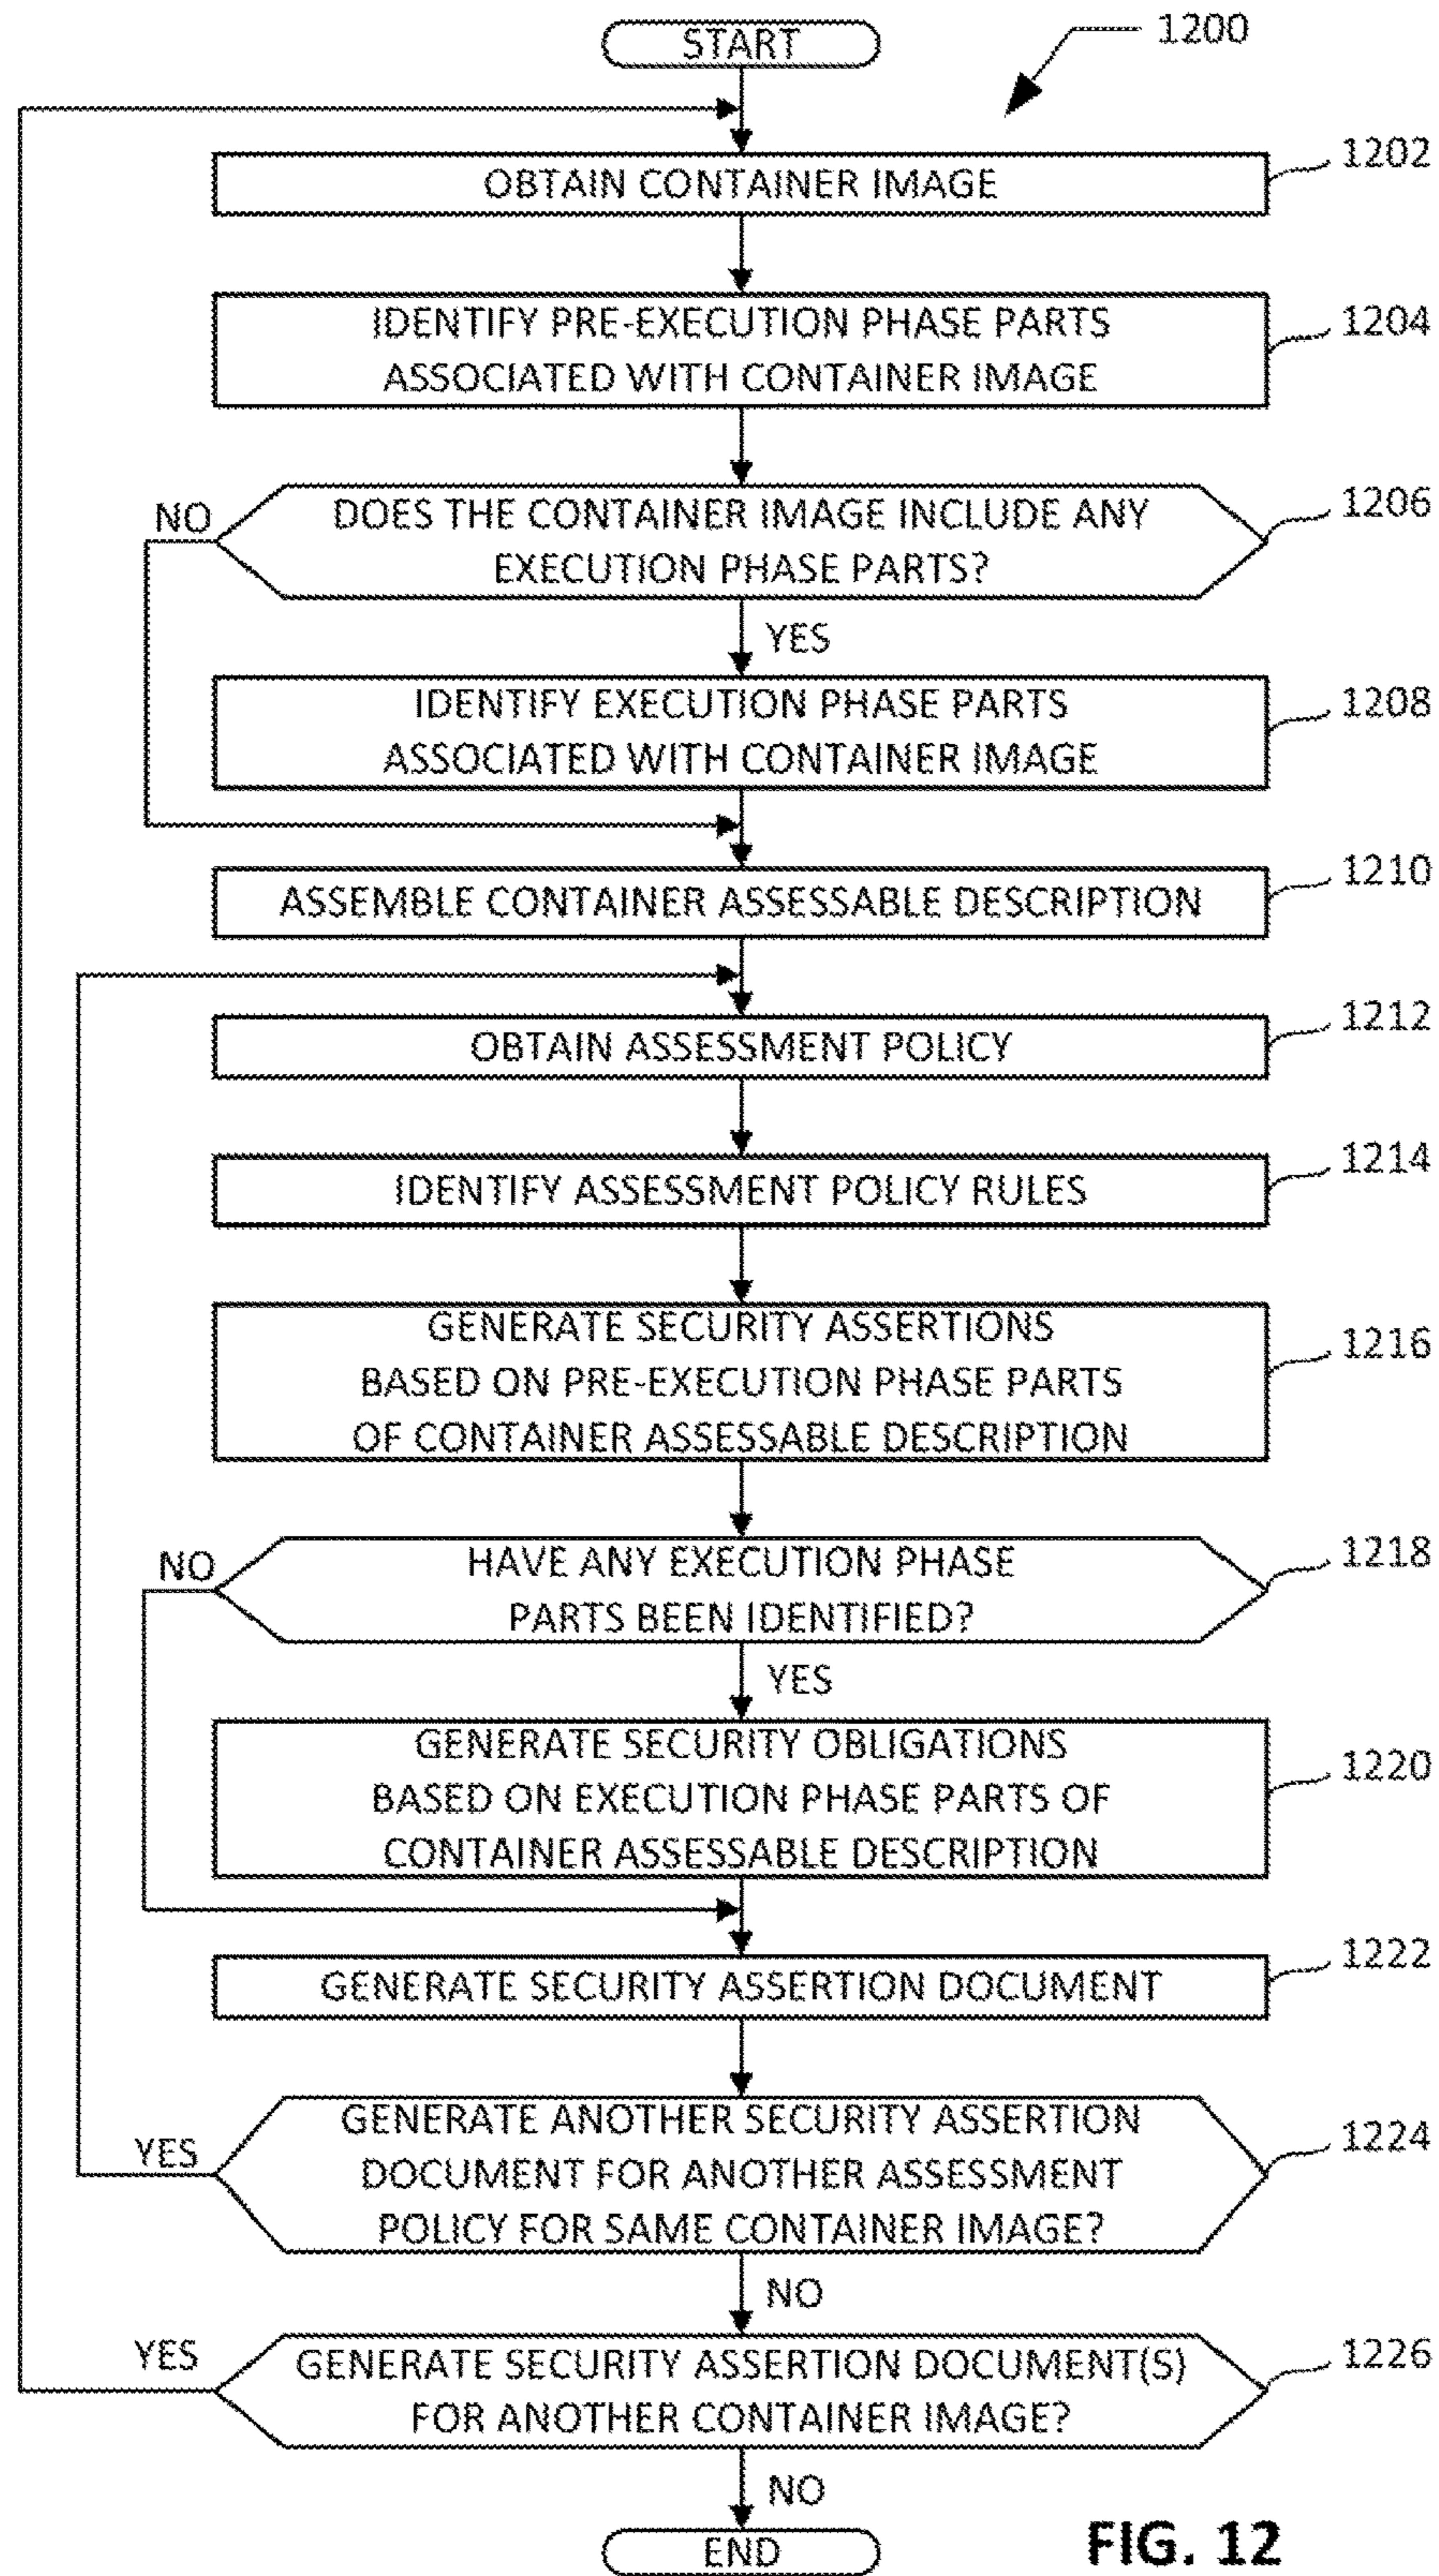 START
1200
OBTAIN CONTAINER IMAGE
1202
IDENTIFY PRE-EXECUTION PHASE PARTS
ASSOCIATED WITH CONTAINER IMAGE
1204
DOES THE CONTAINER IMAGE INCLUDE ANY
EXECUTION PHASE PARTS?
1206
NO
YES
IDENTIFY EXECUTION PHASE PARTS
ASSOCIATED WITH CONTAINER IMAGE
1208
ASSEMBLE CONTAINER ASSESSABLE DESCRIPTION
1210
OBTAIN ASSESSMENT POLICY
1212
IDENTIFY ASSESSMENT POLICY RULES
1214
GENERATE SECURITY ASSERTIONS
BASED ON PRE-EXECUTION PHASE PARTS
OF CONTAINER ASSESSABLE DESCRIPTION
1216
HAVE ANY EXECUTION PHASE
PARTS BEEN IDENTIFIED?
1218
NO
YES
GENERATE SECURITY OBLIGATIONS
BASED ON EXECUTION PHASE PARTS OF
CONTAINER ASSESSABLE DESCRIPTION
1220
GENERATE SECURITY ASSERTION DOCUMENT
1222
GENERATE ANOTHER SECURITY ASSERTION
DOCUMENT FOR ANOTHER ASSESSMENT
POLICY FOR SAME CONTAINER IMAGE?
1224
YES
NO
GENERATE SECURITY ASSERTION DOCUMENT(S)
FOR ANOTHER CONTAINER IMAGE?
1226
YES
NO
END
FIG. 12